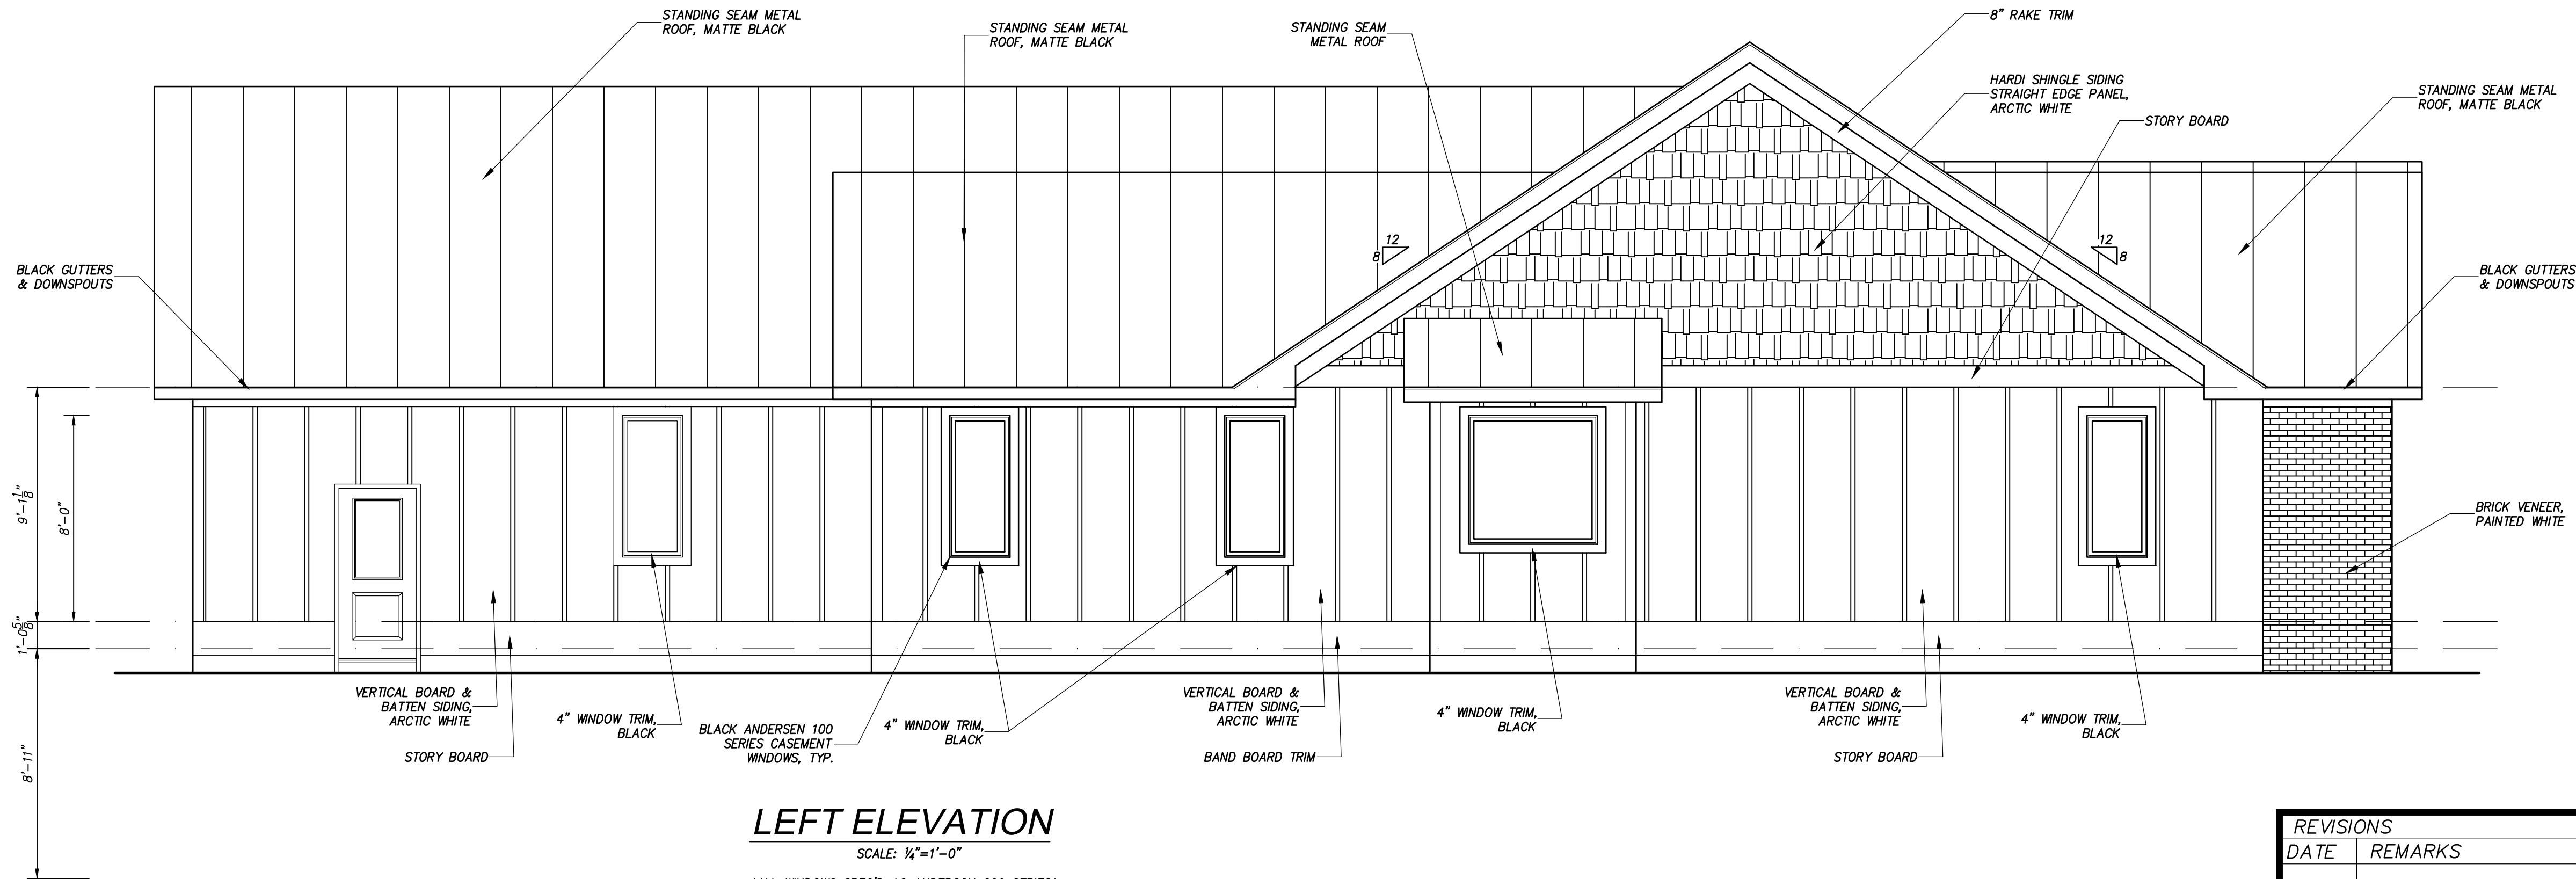 STANDING SEAM METAL
ROOF, MATTE BLACK
STANDING SEAM METAL
ROOF, MATTE BLACK
STANDING SEAM
METAL ROOF
8" RAKE TRIM
HARDI SHINGLE SIDING
STRAIGHT EDGE PANEL,
ARCTIC WHITE
STORY BOARD
STANDING SEAM METAL
ROOF, MATTE BLACK
12
8
12
8
BLACK GUTTERS
& DOWNSPOUTS
BLACK GUTTERS
& DOWNSPOUTS
9'-1 1/8"
8'-0"
1'-0 5/8"
8'-11"
BRICK VENEER,
PAINTED WHITE
VERTICAL BOARD &
BATTEN SIDING,
ARCTIC WHITE
STORY BOARD
4" WINDOW TRIM,
BLACK
BLACK ANDERSEN 100
SERIES CASEMENT
WINDOWS, TYP.
4" WINDOW TRIM,
BLACK
VERTICAL BOARD &
BATTEN SIDING,
ARCTIC WHITE
BAND BOARD TRIM
4" WINDOW TRIM,
BLACK
VERTICAL BOARD &
BATTEN SIDING,
ARCTIC WHITE
STORY BOARD
4" WINDOW TRIM,
BLACK
LEFT ELEVATION
SCALE: 1/4"=1'-0"
REVISIONS
DATE REMARKS